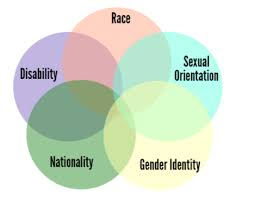 Race
Disability
Sexual
Orientation
Nationality
Gender Identity